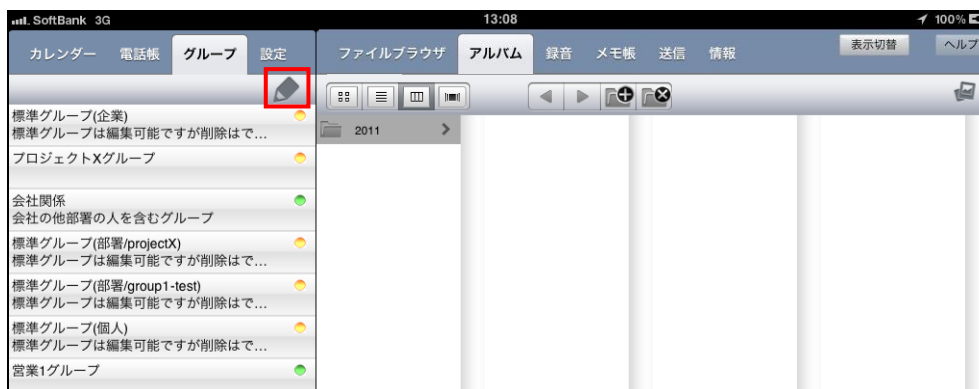 SoftBank 3G
13:08
100%
カレンダー 電話帳 グループ 設定
ファイルブラウザ アルバム 録音 メモ帳 送信 情報 表示切替 ヘルプ
標準グループ(企業)
標準グループは編集可能ですが削除はで…
プロジェクトXグループ
会社関係
会社の他部署の人を含むグループ
標準グループ(部署/projectX)
標準グループは編集可能ですが削除はで…
標準グループ(部署/group1-test)
標準グループは編集可能ですが削除はで…
標準グループ(個人)
標準グループは編集可能ですが削除はで…
営業1グループ
2011